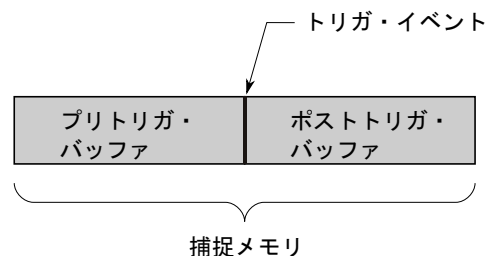 トリガ・イベント
プリトリガ・
バッファ
ポストトリガ・
バッファ
捕捉メモリ